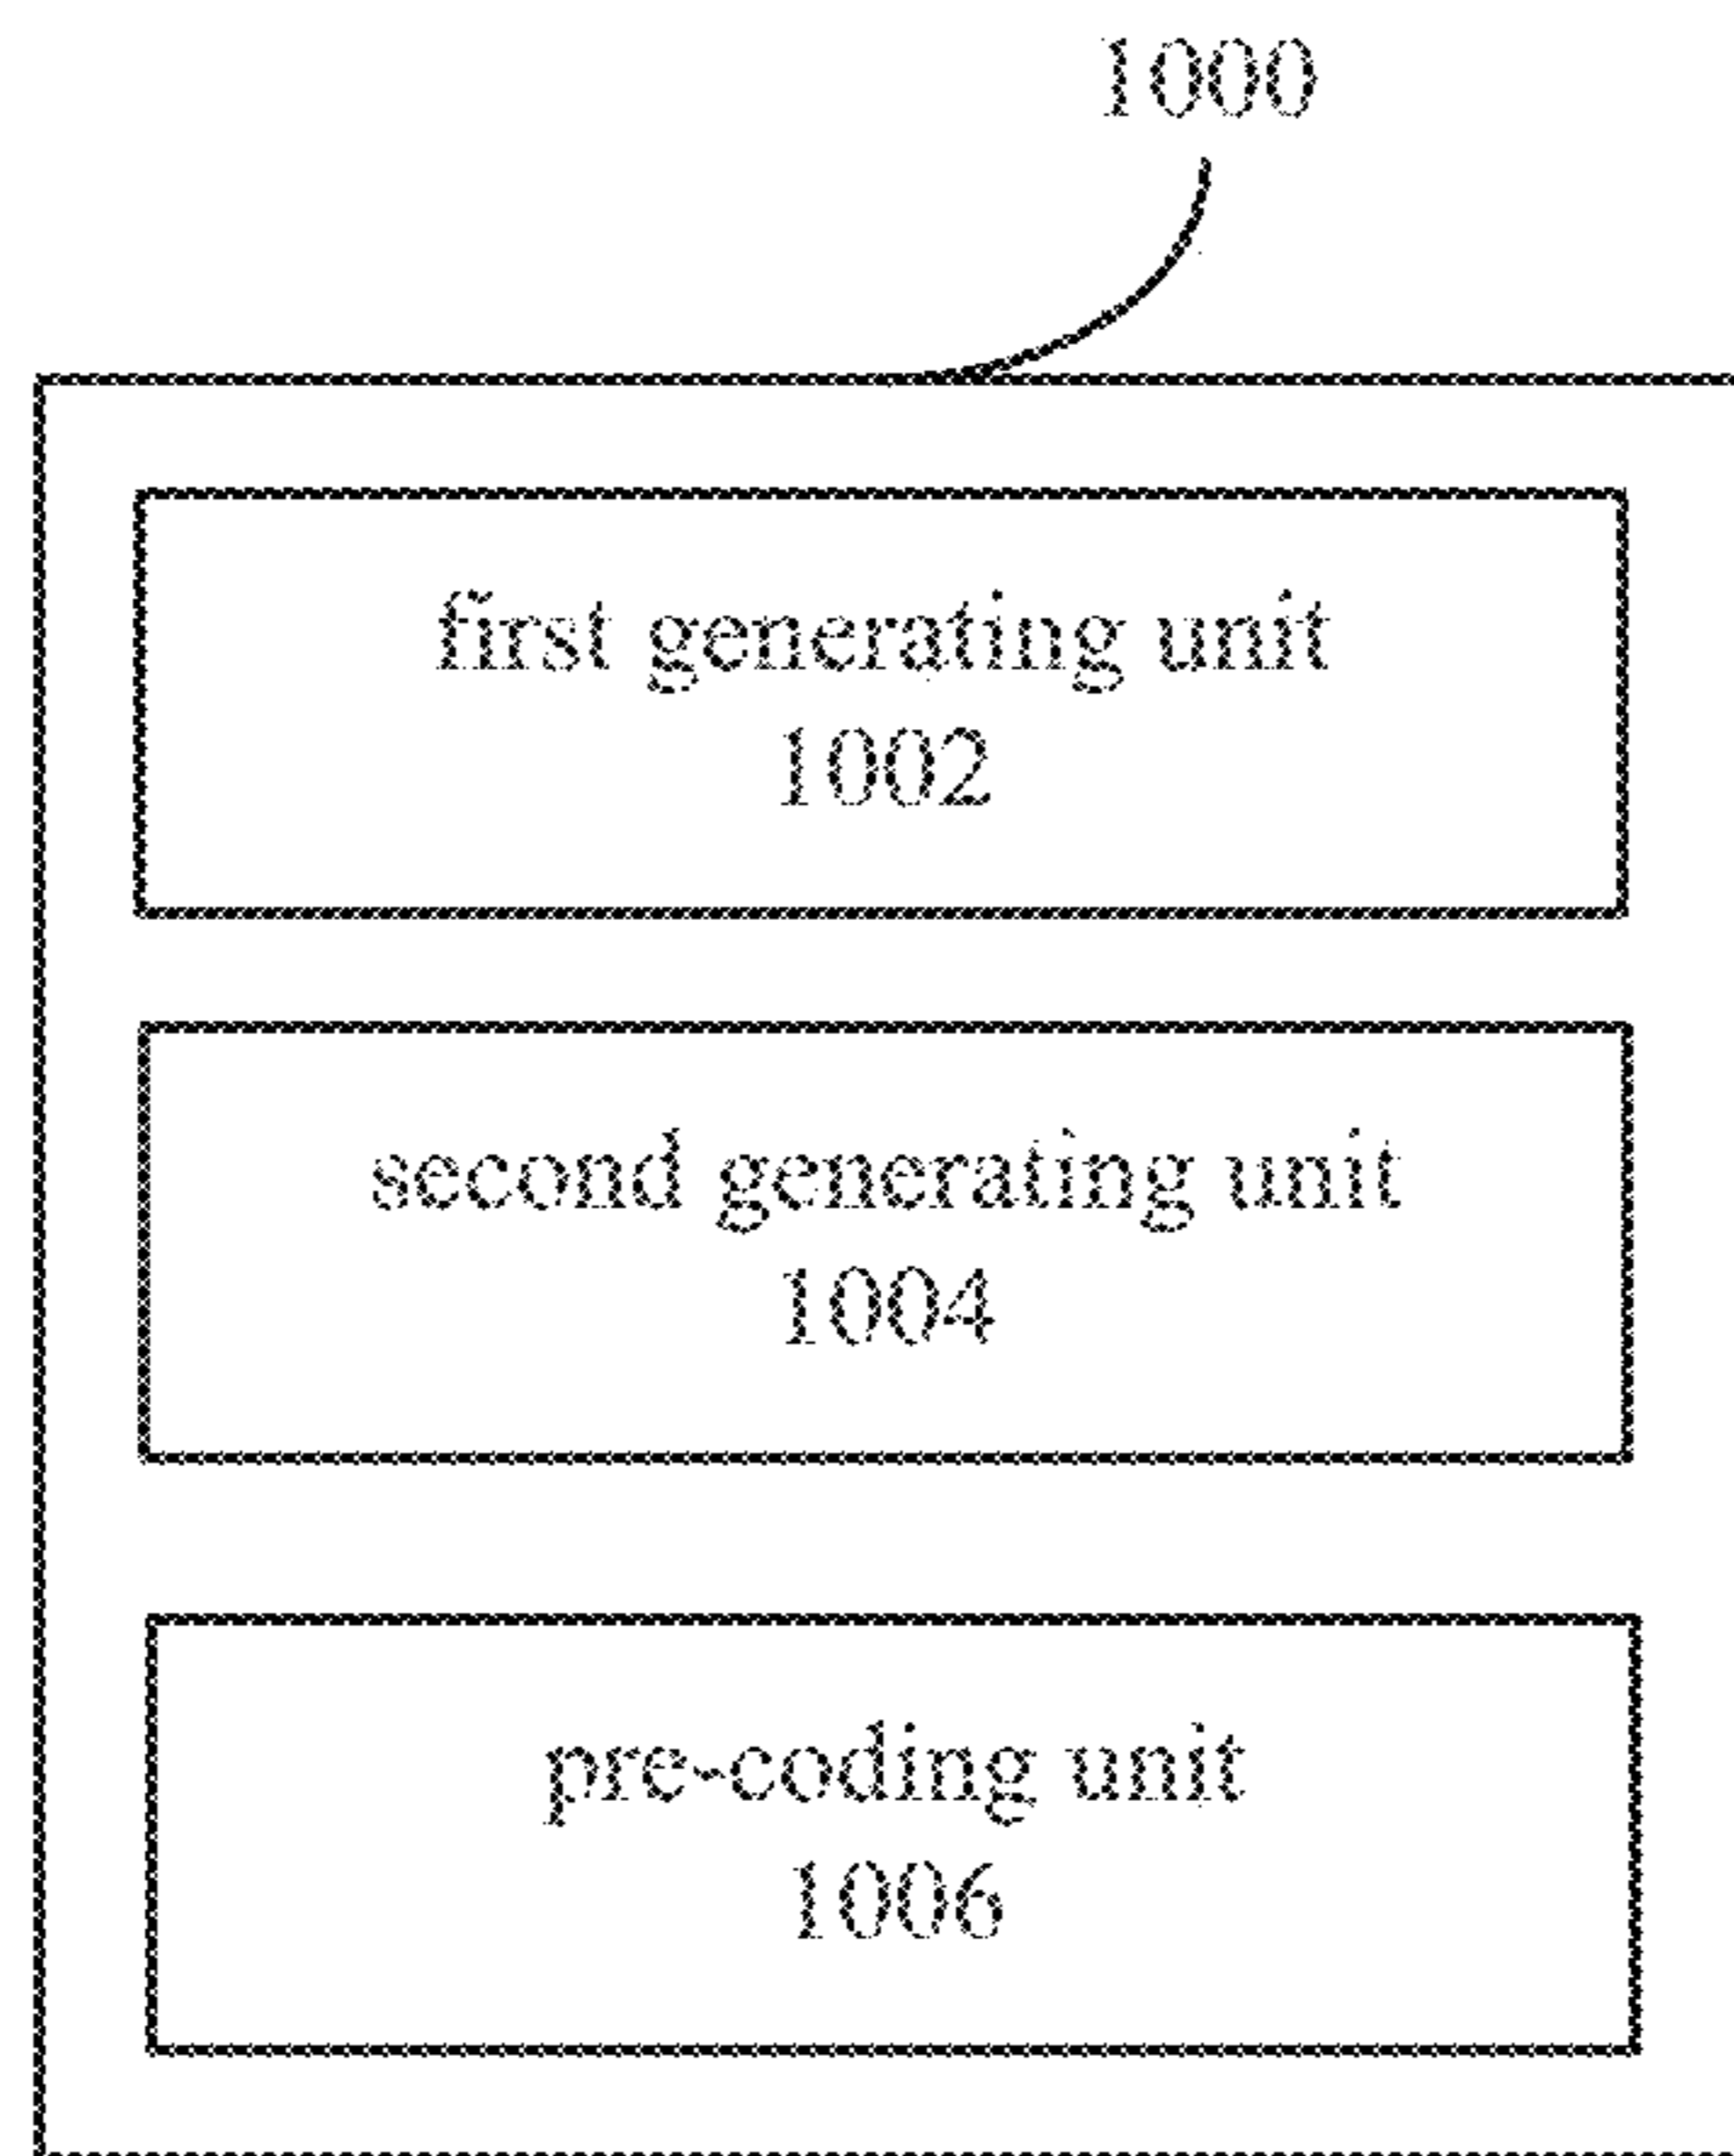 1000
first generating unit
1002
second generating unit
1004
pre-coding unit
1006